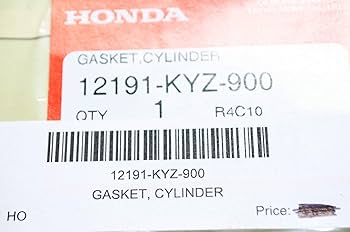 HONDA
GASKET,CYLINDER
12191-KYZ-900
QTY 1 R4C10
12191-KYZ-900
GASKET, CYLINDER
HO Price: